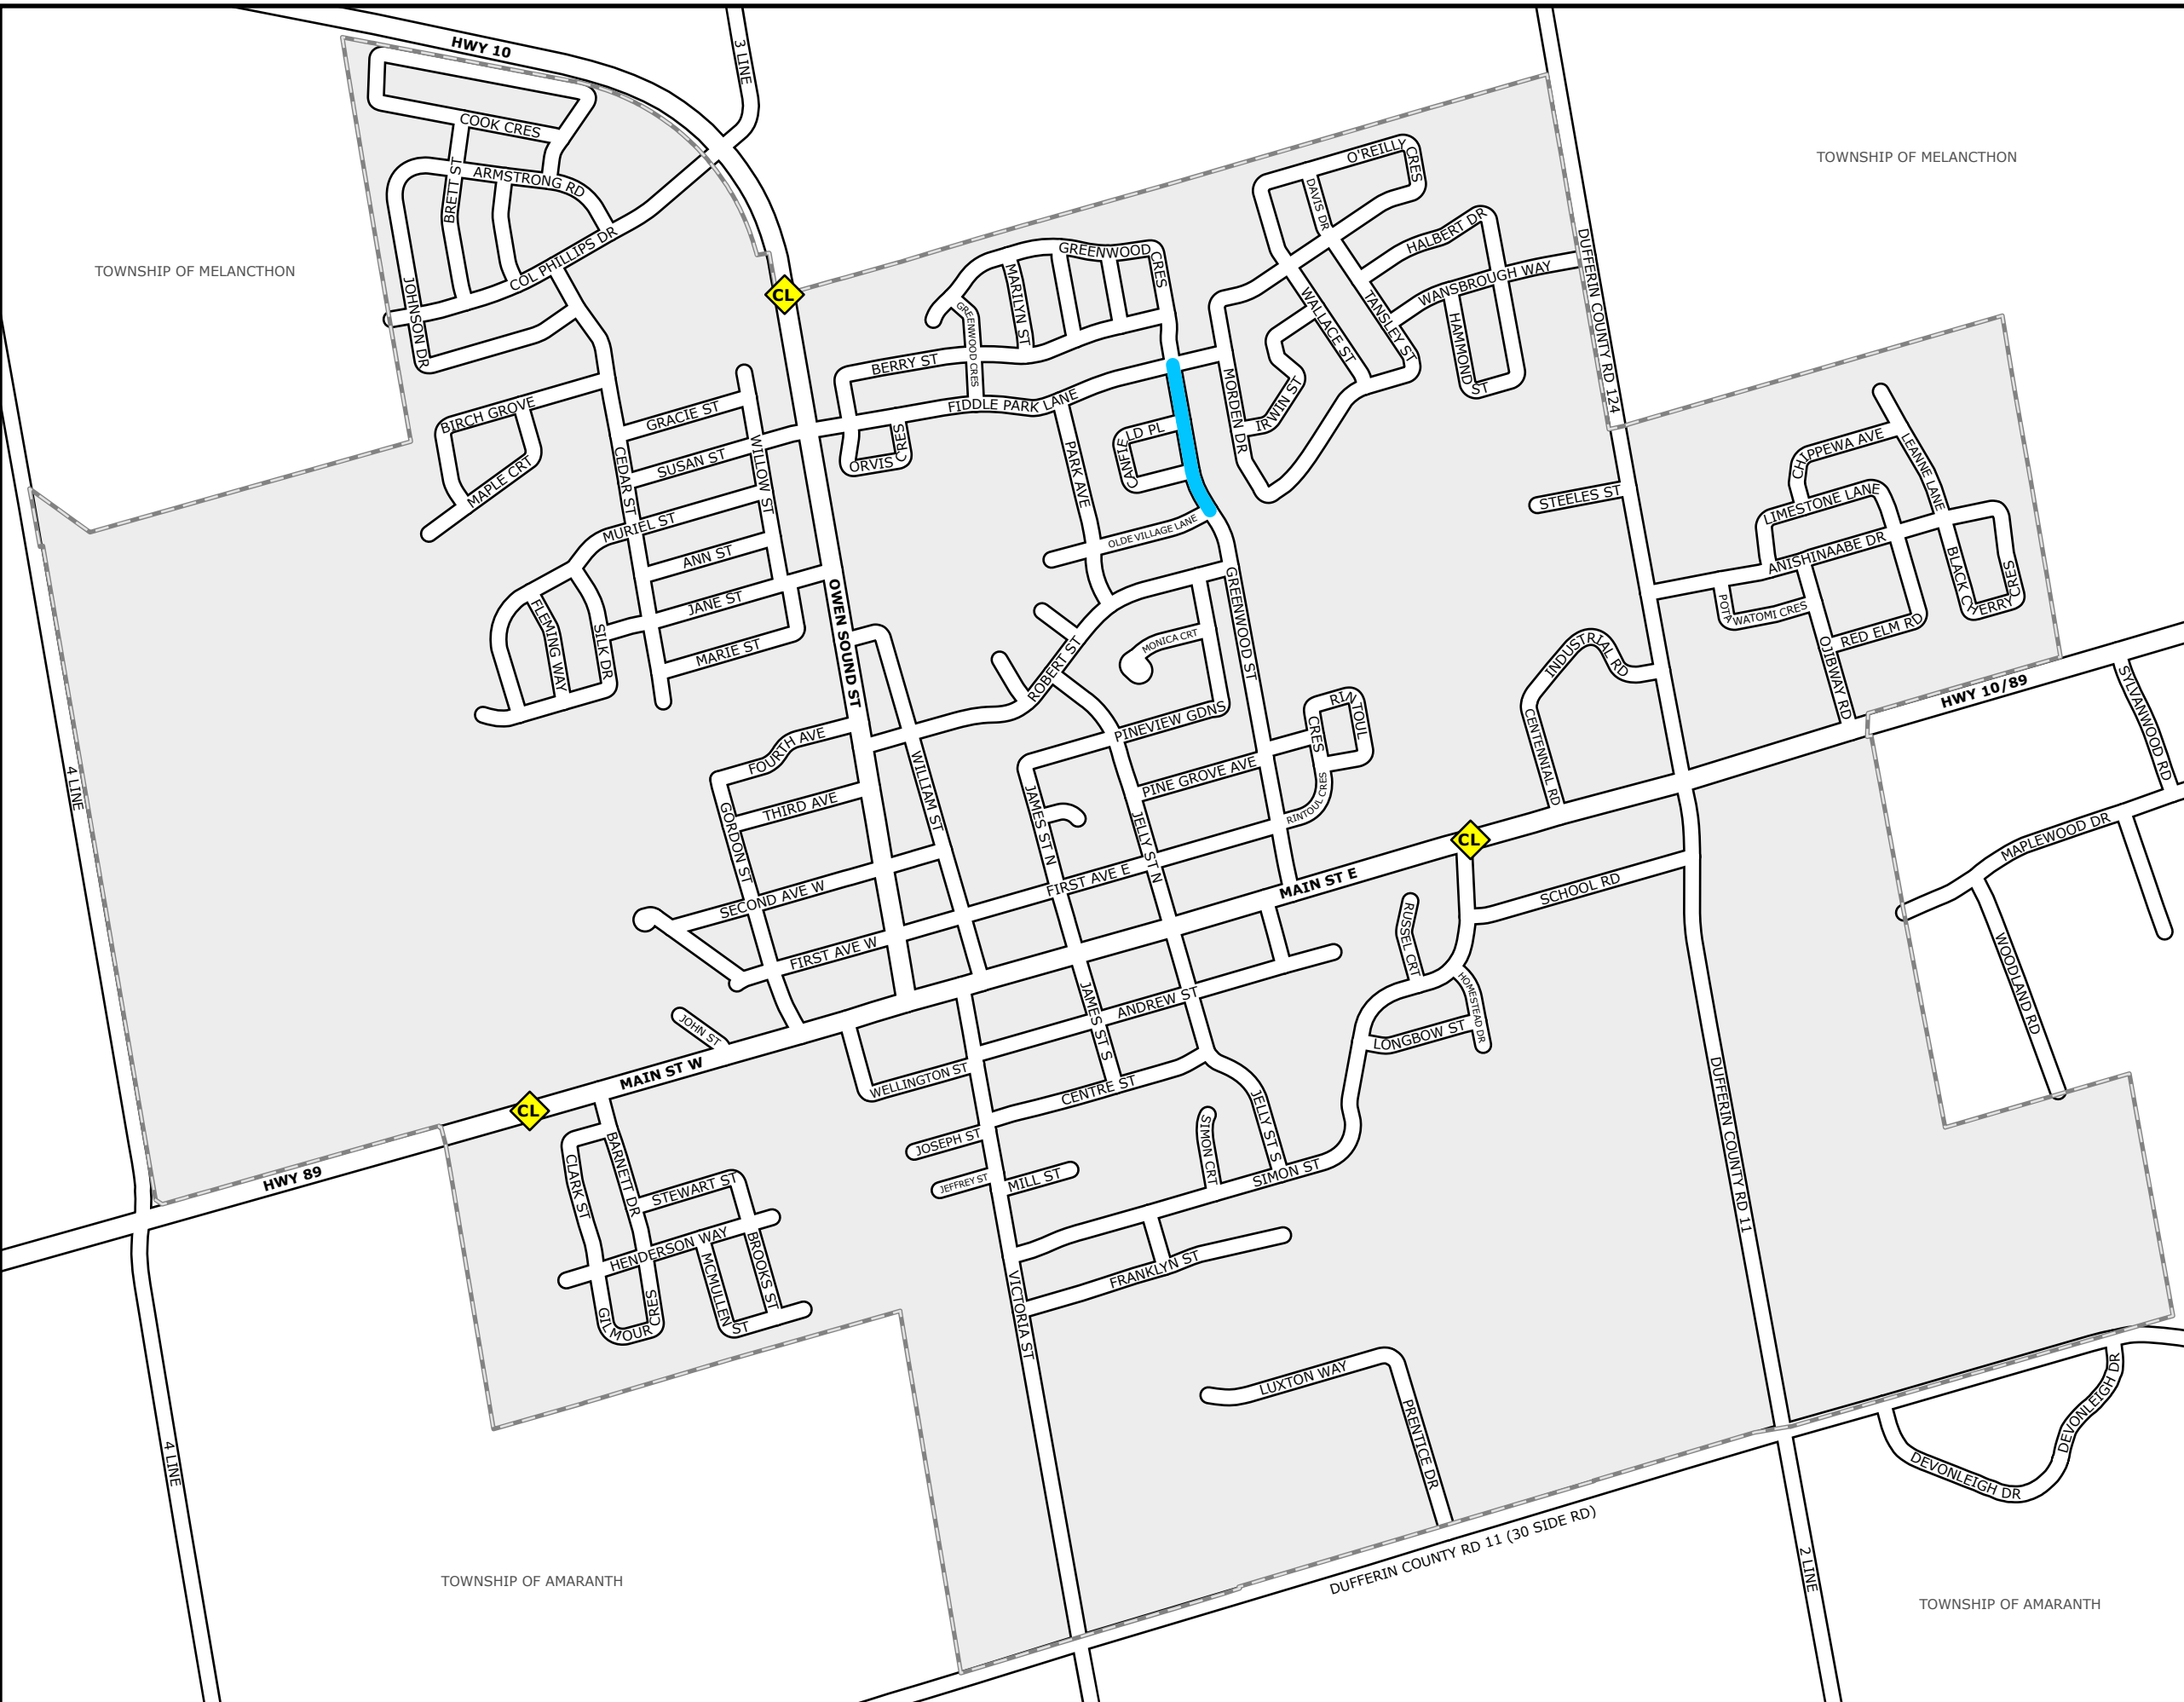 HWY 10
3 LINE
COOK CRES
ARMSTRONG RD
BRETT ST
COL PHILLIPS DR
JOHNSON DR
TOWNSHIP OF MELANCTHON
TOWNSHIP OF MELANCTHON
CL
O'REILLY CRES
DAVIS DR
HALBERT DR
WANSBROUGH WAY
DUFFERIN COUNTY RD 124
GREENWOOD CRES
MARILYN ST
GREENWOOD CRES
BERRY ST
FIDDLE PARK LANE
WALLACE ST
TANSLEY ST
HAMMOND ST
MORDEN DR
IRWIN ST
BIRCH GROVE
MAPLE CRT
GRACIE ST
SUSAN ST
CEDAR ST
WILLOW ST
MURIEL ST
ANN ST
JANE ST
MARIE ST
FLEMING WAY
SILK DR
ORVIS CRES
PARK AVE
CANFIELD PL
OLDE VILLAGE LANE
STEELES ST
CHIPPEWA AVE
LEANNE LANE
LIMESTONE LANE
ANISHINAABE DR
POTAWATOMI CRES
BLACK CHERRY CRES
RED ELM RD
OJIBWAY RD
OWEN SOUND ST
GREENWOOD ST
MONICA CRT
ROBERT ST
INDUSTRIAL RD
CENTENNIAL RD
HWY 10/89
SYLVANWOOD RD
4 LINE
FOURTH AVE
THIRD AVE
GORDON ST
WILLIAM ST
PINEVIEW GDNS
PINE GROVE AVE
RINTOUL CRES
RINTOUL CRES
JAMES ST N
JELLY ST N
SECOND AVE W
FIRST AVE W
FIRST AVE E
MAIN ST E
CL
SCHOOL RD
MAPLEWOOD DR
WOODLAND RD
RUSSEL CRT
HOMESTEAD DR
LONGBOW ST
JOHN ST
MAIN ST W
CL
ANDREW ST
JAMES ST S
WELLINGTON ST
CENTRE ST
JOSEPH ST
JEFFREY ST
MILL ST
SIMON CRT
JELLY ST S
SIMON ST
FRANKLYN ST
VICTORIA ST
HWY 89
CLARK ST
BARNETT DR
STEWART ST
HENDERSON WAY
BROOKS ST
MCMULLEN ST
GILMOUR CRES
DUFFERIN COUNTY RD 11
LUXTON WAY
PRENTICE DR
DEVONLEIGH DR
DEVONLEIGH DR
4 LINE
DUFFERIN COUNTY RD 11 (30 SIDE RD)
2 LINE
TOWNSHIP OF AMARANTH
TOWNSHIP OF AMARANTH